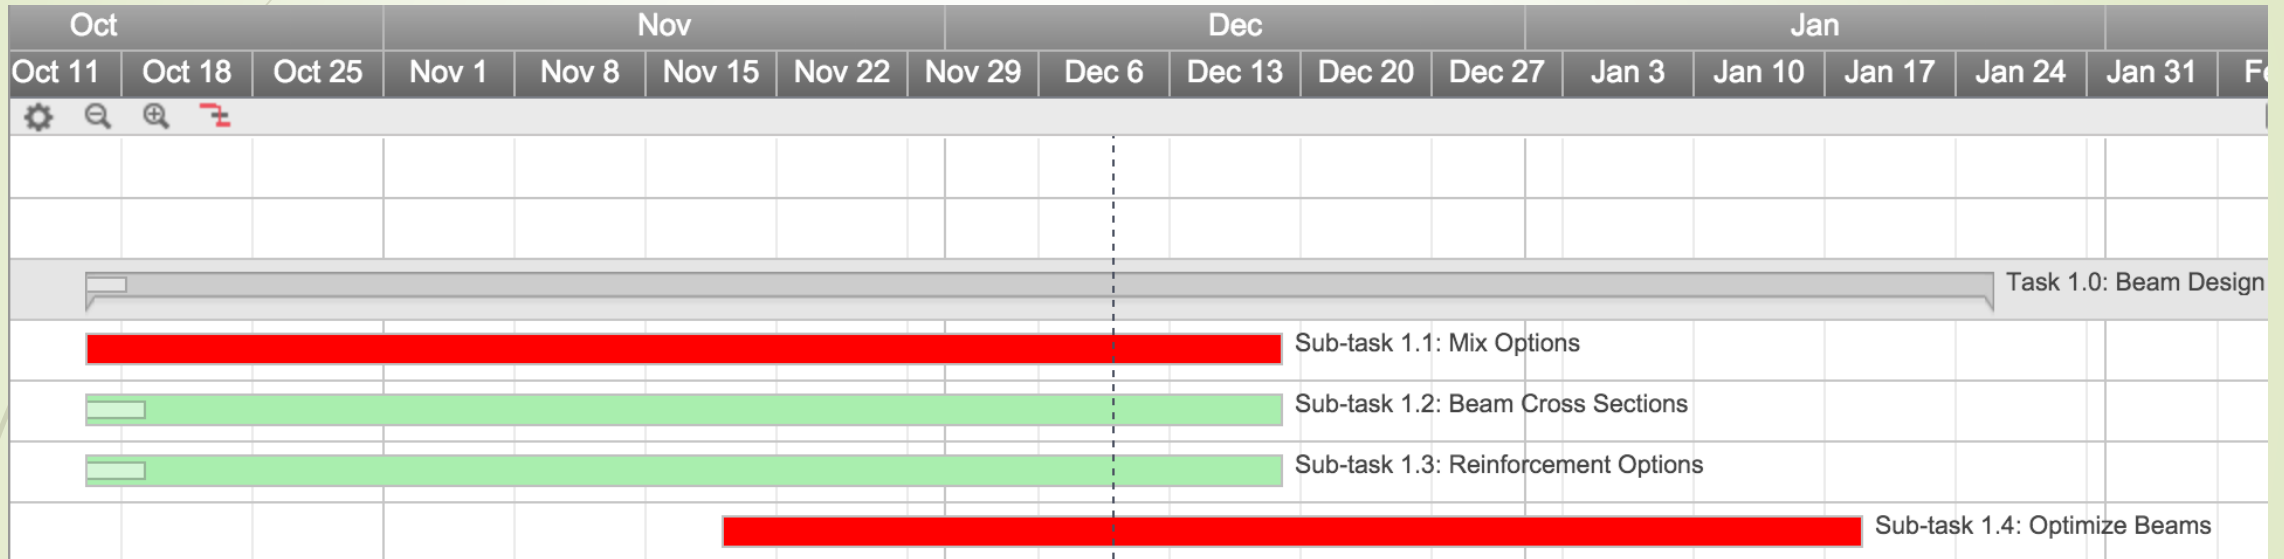 Oct Nov Dec Jan
Oct 11 Oct 18 Oct 25 Nov 1 Nov 8 Nov 15 Nov 22 Nov 29 Dec 6 Dec 13 Dec 20 Dec 27 Jan 3 Jan 10 Jan 17 Jan 24 Jan 31
Task 1.0: Beam Design
Sub-task 1.1: Mix Options
Sub-task 1.2: Beam Cross Sections
Sub-task 1.3: Reinforcement Options
Sub-task 1.4: Optimize Beams